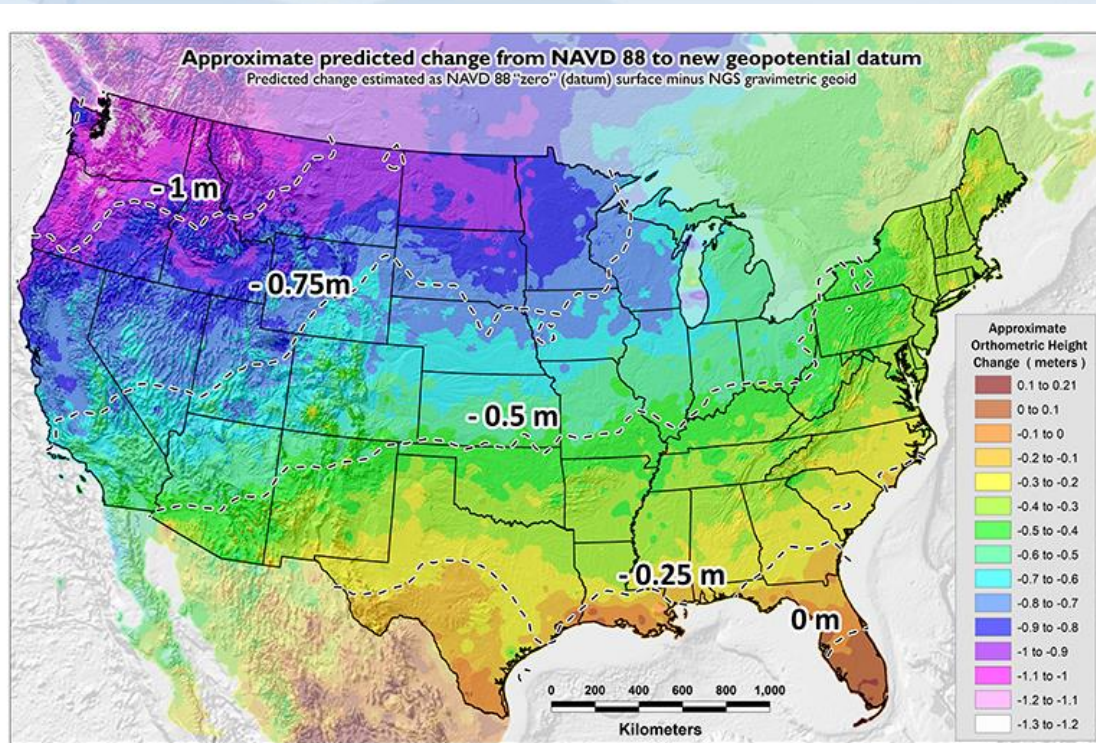 Approximate predicted change from NAVD 88 to new geopotential datum
Predicted change estimated as NAVD 88 "zero" (datum) surface minus NGS gravimetric geoid
- 1 m
- 0.75m
- 0.5 m
- 0.25 m
0 m
Approximate
Orthometric Height
Change ( meters )
0.1 to 0.21
0 to 0.1
-0.1 to 0
-0.2 to -0.1
-0.3 to -0.2
-0.4 to -0.3
-0.5 to -0.4
-0.6 to -0.5
-0.7 to -0.6
-0.8 to -0.7
-0.9 to -0.8
-1 to -0.9
-1.1 to -1
-1.2 to -1.1
-1.3 to -1.2
0 200 400 600 800 1,000
Kilometers